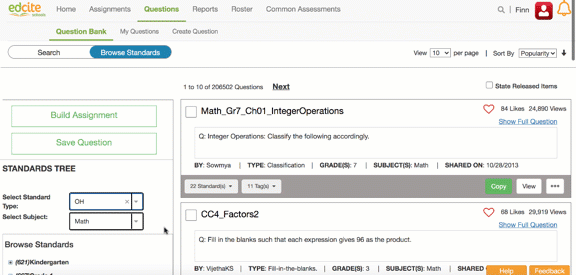 edcite
schools
Home Assignments Questions Reports Roster Common Assessments
Finn
Question Bank My Questions Create Question
Search Browse Standards
View 10 per page | Sort By Popularity
1 to 10 of 206502 Questions Next
State Released Items
Build Assignment
Save Question
STANDARDS TREE
Select Standard Type: OH
Select Subject: Math
Browse Standards
(521)Kindergarten
Math_Gr7_Ch01_IntegerOperations
84 Likes 24,890 Views
Show Full Question
Q: Integer Operations: Classify the following accordingly.
BY: Sowmya | TYPE: Classification | GRADE(S): 7 | SUBJECT(S): Math | SHARED ON: 10/28/2013
22 Standard(s) 11 Tag(s) Copy View •••
CC4_Factors2
68 Likes 29,919 Views
Show Full Question
Q: Fill in the blanks such that each expression gives 96 as the product.
BY: VijethaKS | TYPE: Fill-in-the-blanks. | GRADE(S): 3 | SUBJECT(S): Math | SHARED
Help Feedback